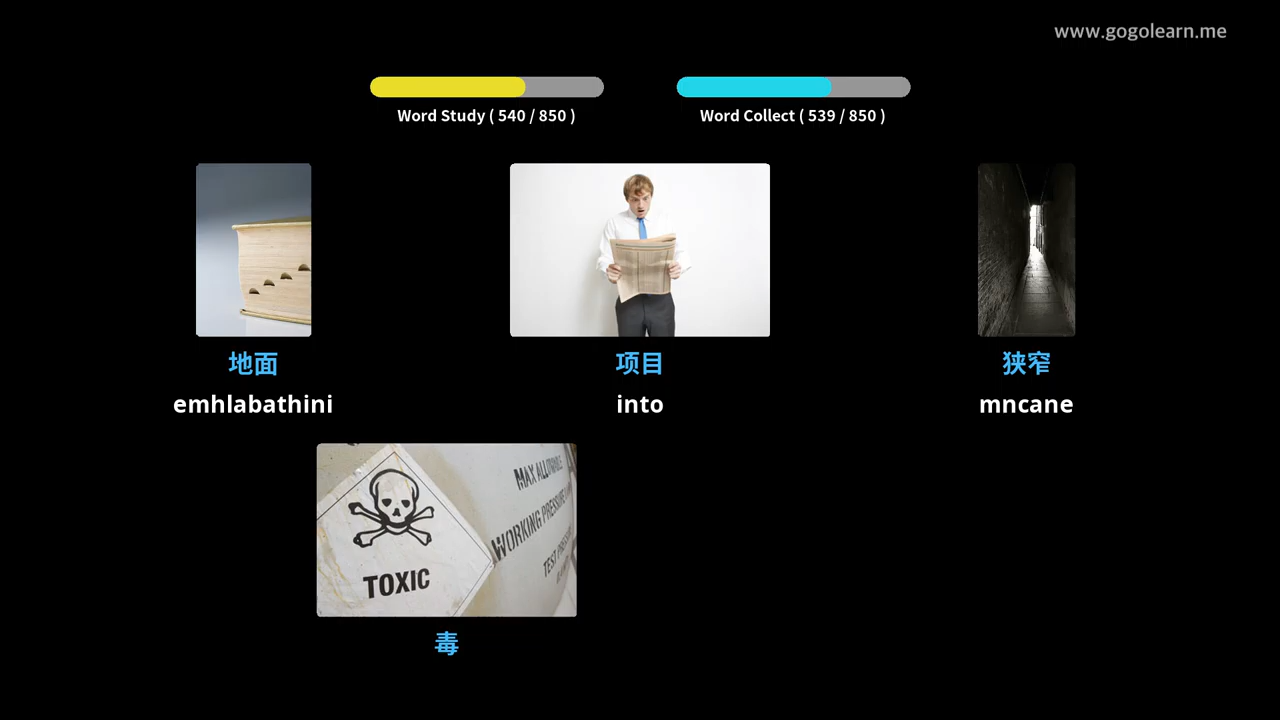 www.gogolearn.me
Word Study ( 540 / 850 )
Word Collect ( 539 / 850 )
地面
项目
狭窄
emhlabathini
into
mncane
MAX ALLOWABLE
WORKING PRESSURE
TEST PRESSURE
TOXIC
毒